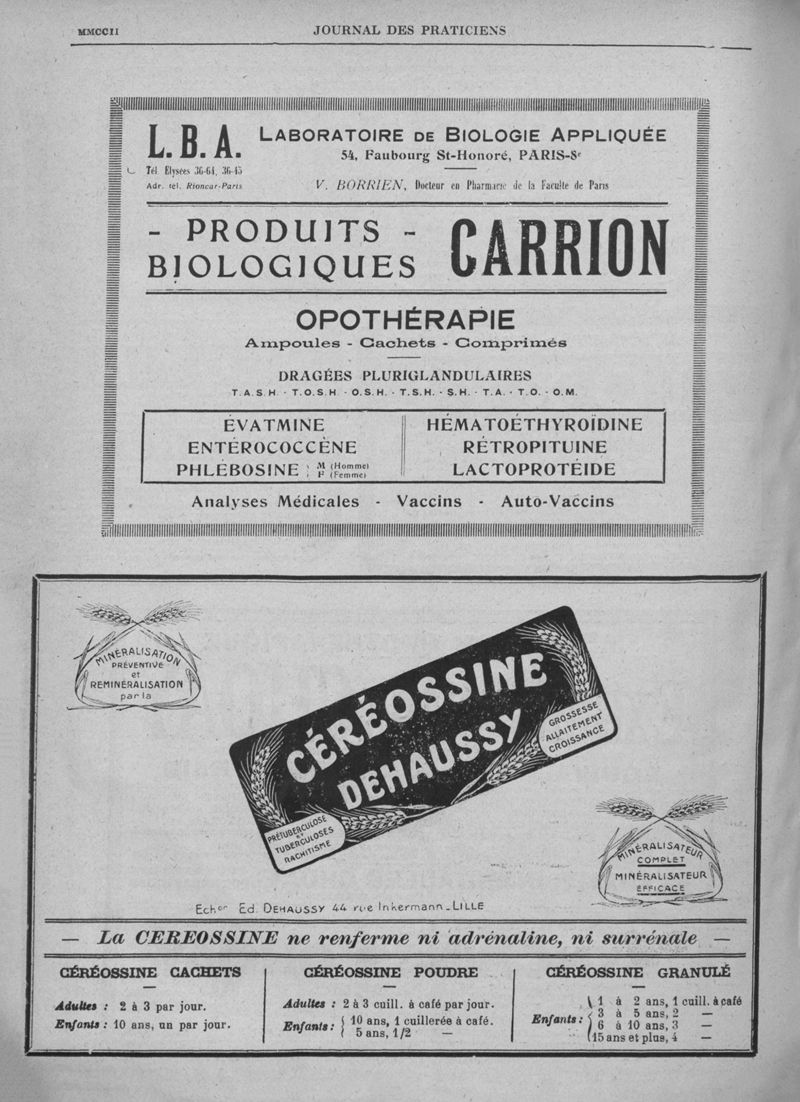 MMCCII
JOURNAL DES PRATICIENS
L. B. A.
LABORATOIRE DE BIOLOGIE APPLIQUÉE
54, Faubourg St-Honoré, PARIS-8e
Tél Elysées 36-64, 36-45
Adr. tél. Rioncar-Paris
V. BORRIEN, Docteur en Pharmacie de la Faculte de Paris
- PRODUITS -
BIOLOGIQUES
CARRION
OPOTHÉRAPIE
Ampoules - Cachets - Comprimés
DRAGÉES PLURIGLANDULAIRES
T.A.S.H. - T.O.S.H. - O.S.H. - T.S.H. - S.H. - T.A. - T.O. - O.M.
ÉVATMINE
ENTÉROCOCCÈNE
PHLÉBOSINE M (Homme)
F (Femme)
HÉMATOÉTHYROÏDINE
RÉTROPITUINE
LACTOPROTÉIDE
Analyses Médicales - Vaccins - Auto-Vaccins
MINÉRALISATION
PRÉVENTIVE
et
REMINÉRALISATION
par la
CÉRÉOSSINE
DEHAUSSY
GROSSESSE
ALLAITEMENT
CROISSANCE
PRÉTUBERCULOSE
ET
TUBERCULOSES
RACHITISME
MINÉRALISATEUR
COMPLET
MINÉRALISATEUR
EFFICACE
Echon Ed. DEHAUSSY 44 rue Inkermann-LILLE
— La CEREOSSINE ne renferme ni adrénaline, ni surrénale —
CÉRÉOSSINE CACHETS
Adultes : 2 à 3 par jour.
Enfants : 10 ans, un par jour.
CÉRÉOSSINE POUDRE
Adultes : 2 à 3 cuill. à café par jour.
Enfants : { 10 ans, 1 cuillerée à café.
5 ans, 1/2 —
CÉRÉOSSINE GRANULÉ
Enfants : { 1 à 2 ans, 1 cuill. à café
3 à 5 ans, 2 —
6 à 10 ans, 3 —
15 ans et plus, 4 —